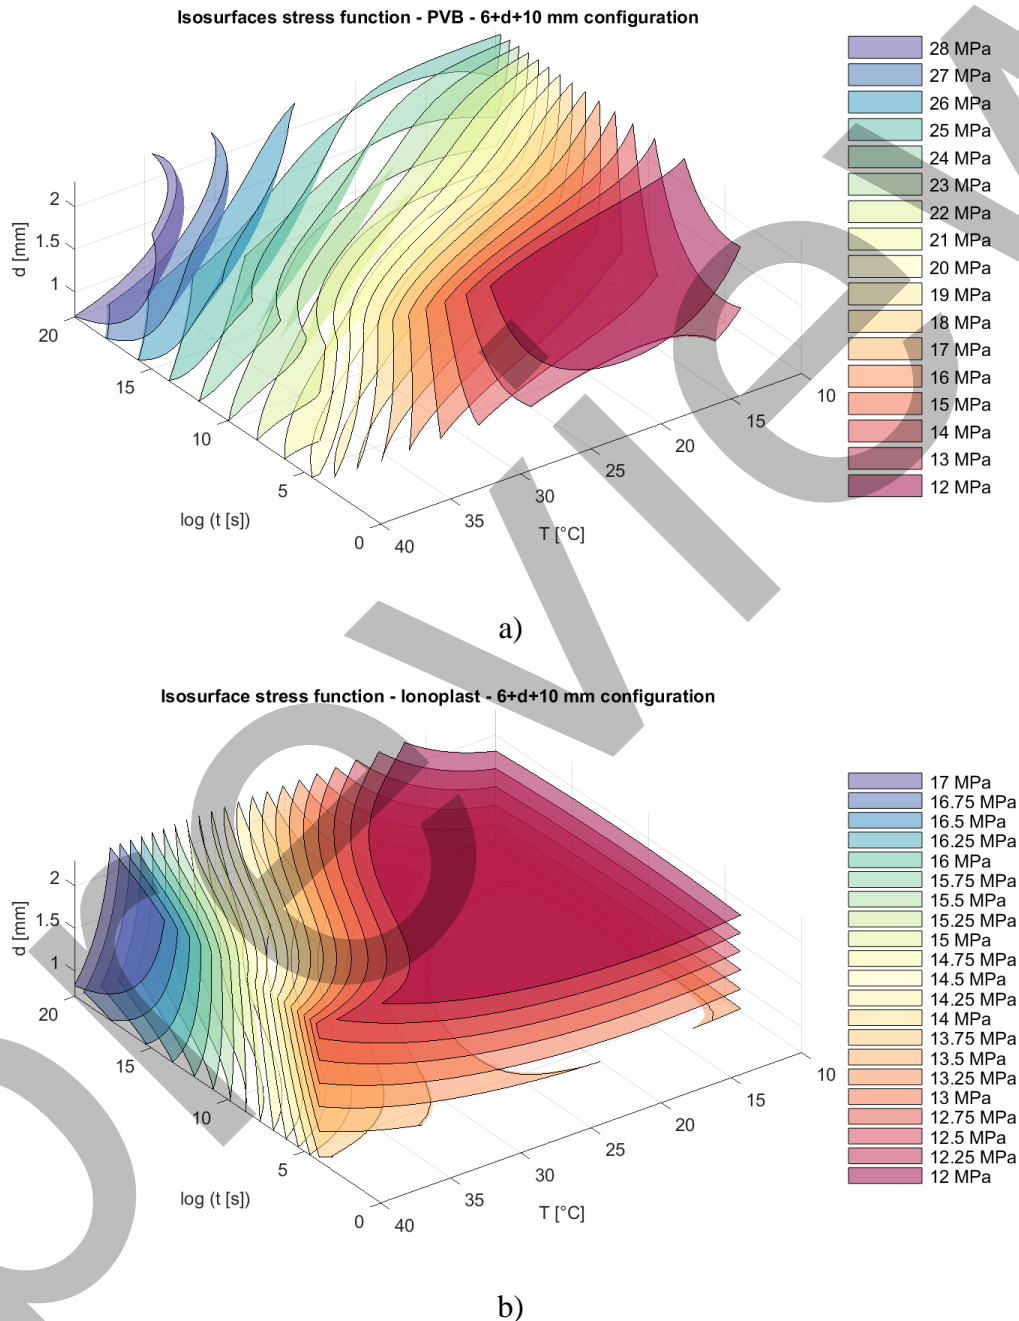 Isosurfaces stress function - PVB - 6+d+10 mm configuration
28 MPa
27 MPa
26 MPa
25 MPa
24 MPa
23 MPa
22 MPa
21 MPa
20 MPa
19 MPa
18 MPa
17 MPa
16 MPa
15 MPa
14 MPa
13 MPa
12 MPa
d [mm]
2
1.5
1
20
15
10
5
0
log (t [s])
40
35
30
25
20
15
10
T [°C]
a)
Isosurface stress function - Ionoplast - 6+d+10 mm configuration
17 MPa
16.75 MPa
16.5 MPa
16.25 MPa
16 MPa
15.75 MPa
15.5 MPa
15.25 MPa
15 MPa
14.75 MPa
14.5 MPa
14.25 MPa
14 MPa
13.75 MPa
13.5 MPa
13.25 MPa
13 MPa
12.75 MPa
12.5 MPa
12.25 MPa
12 MPa
d [mm]
2
1.5
1
20
15
10
5
0
log (t [s])
40
35
30
25
20
15
10
T [°C]
b)